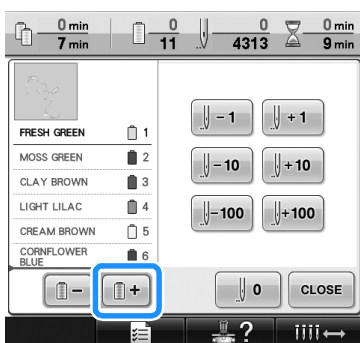 0 min 0 0 0 min
7 min 11 4313 9 min
FRESH GREEN 1
MOSS GREEN 2
CLAY BROWN 3
LIGHT LILAC 4
CREAM BROWN 5
CORNFLOWER
BLUE 6
- 1 + 1
- 10 + 10
- 100 + 100
- + 0 CLOSE
?